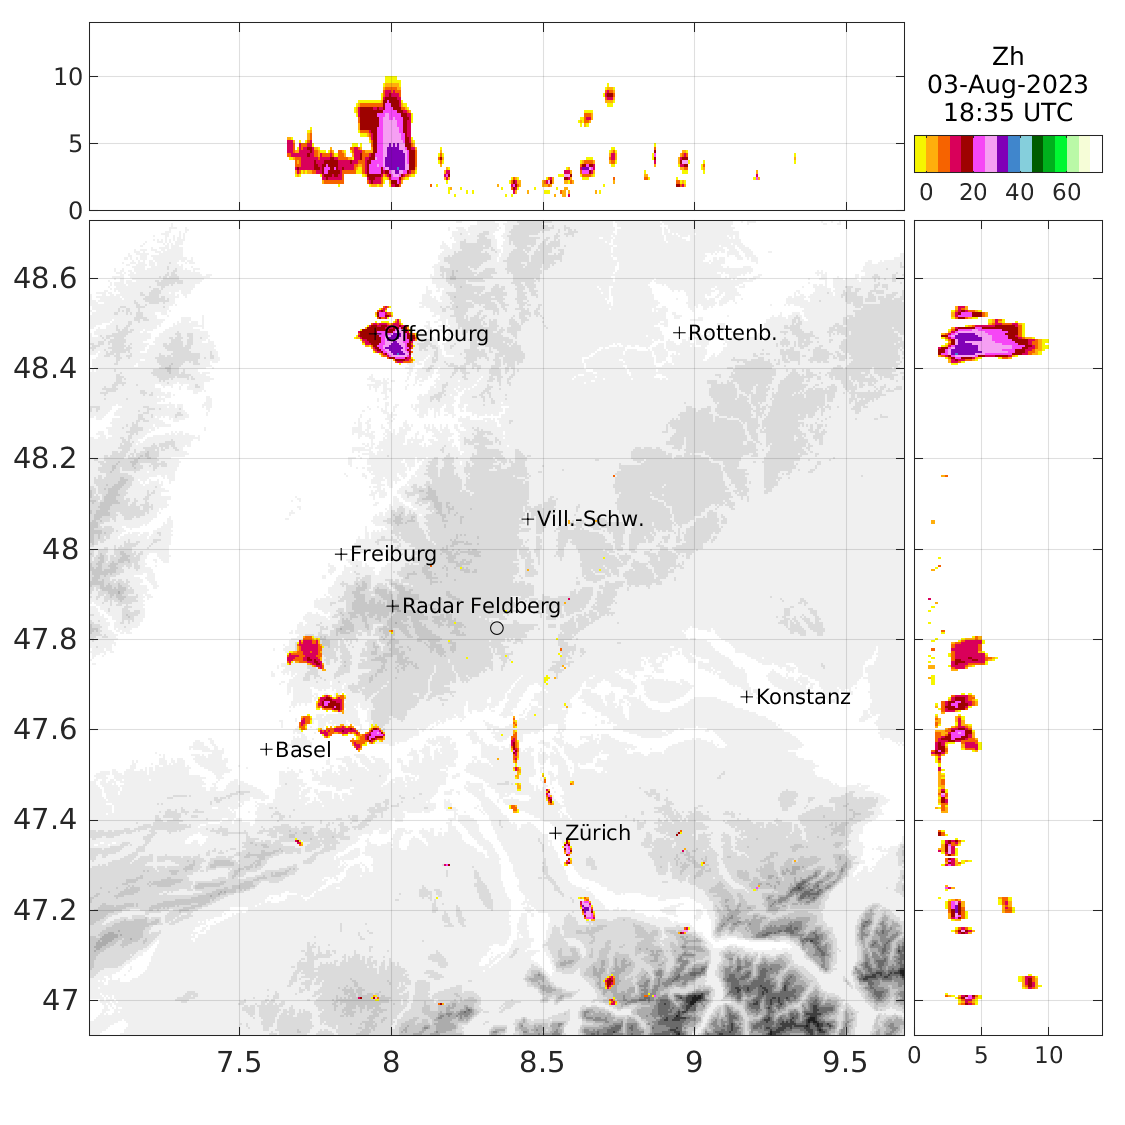 10
5
0
Zh
03-Aug-2023
18:35 UTC
0 20 40 60
48.6
48.4
48.2
48
47.8
47.6
47.4
47.2
47
Offenburg
Rottenb.
Vill.-Schw.
Freiburg
Radar Feldberg
Konstanz
Basel
Zürich
7.5 8 8.5 9 9.5
0 5 10